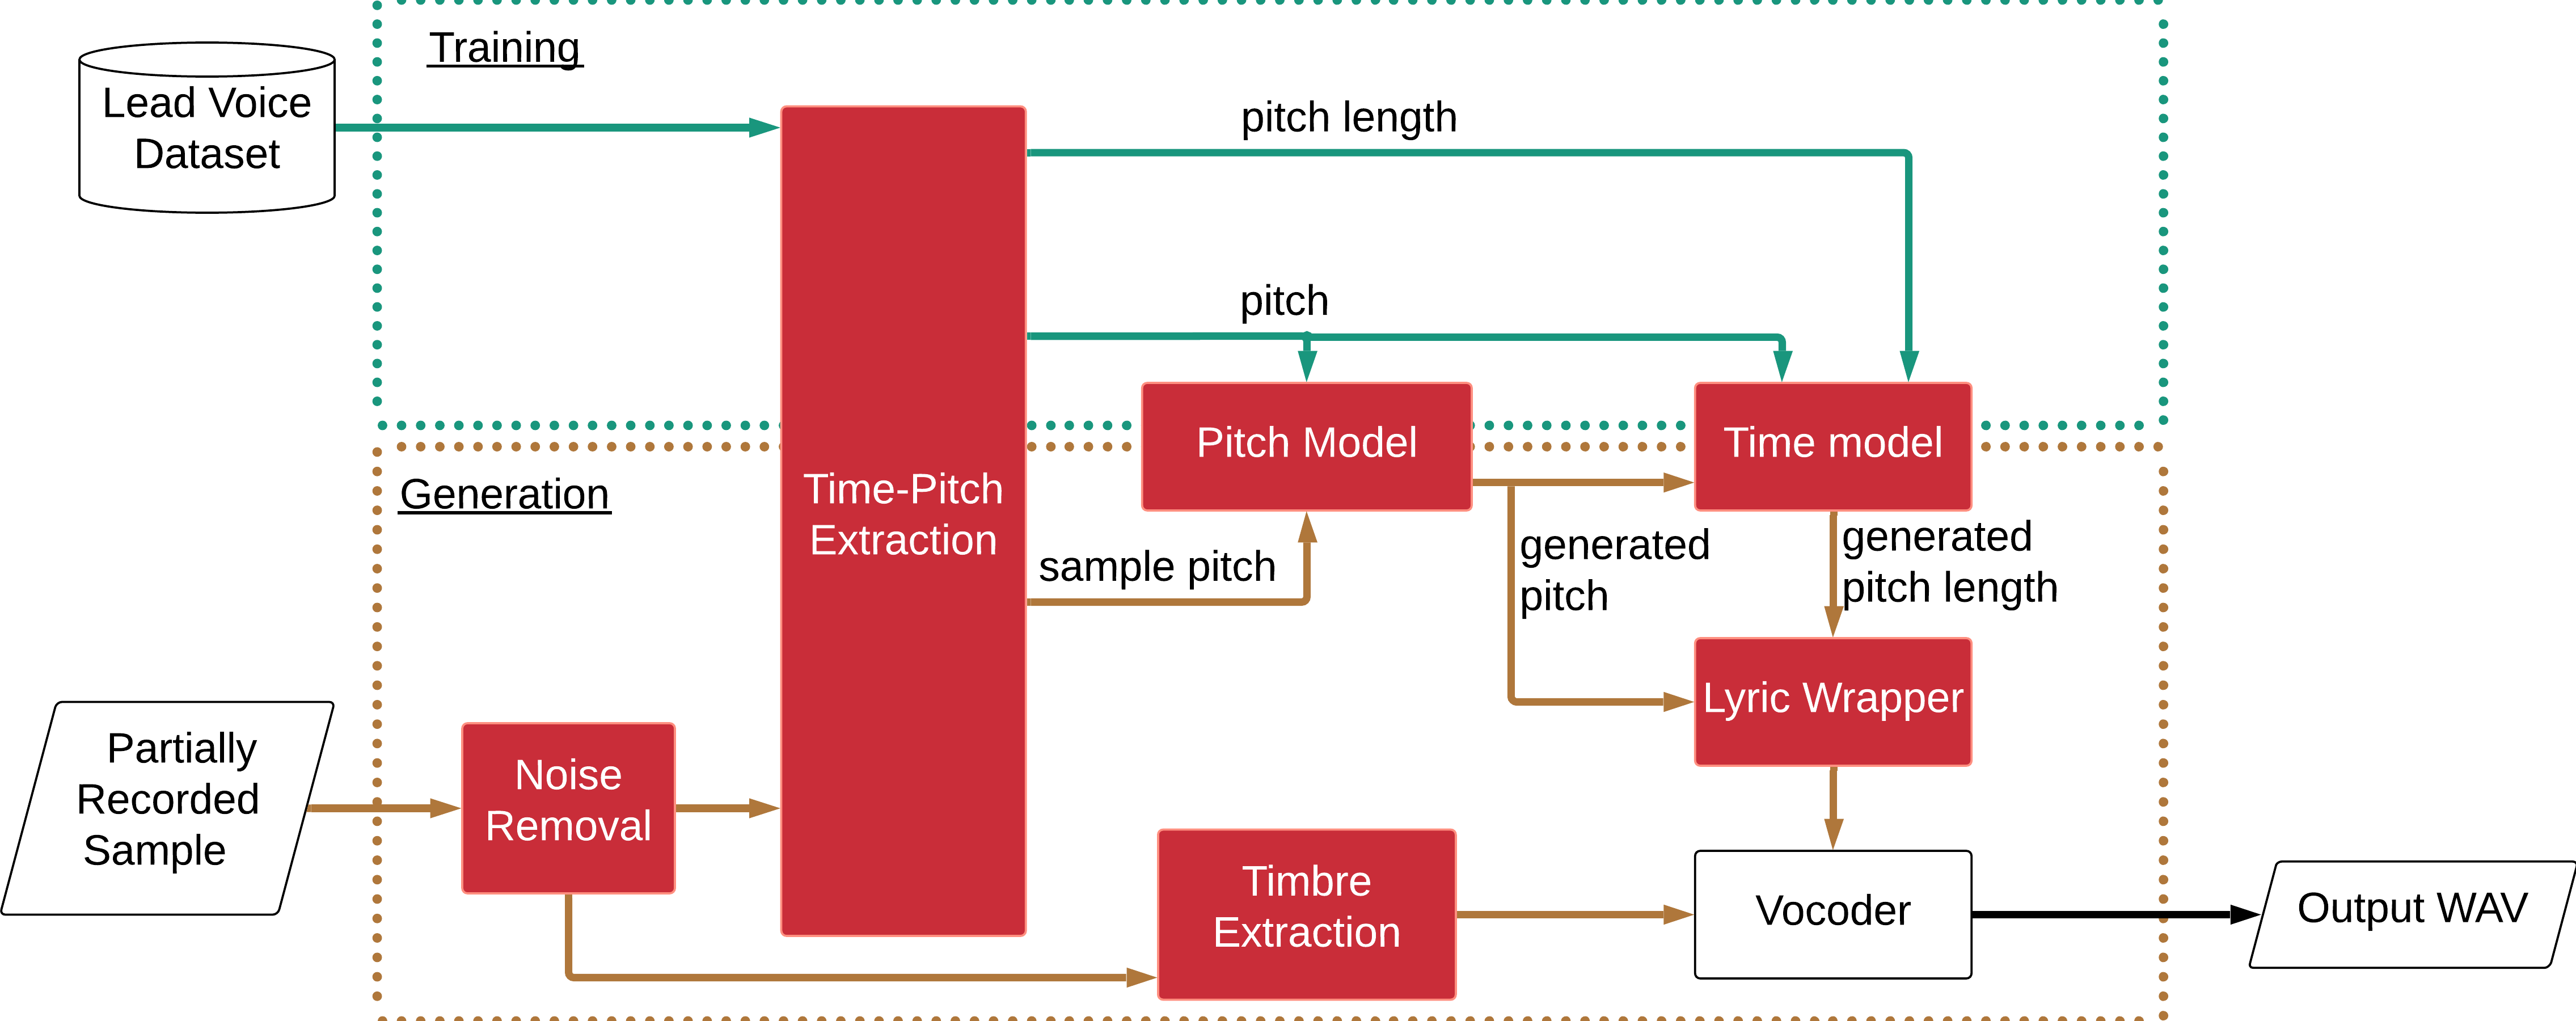 Training
Lead Voice
Dataset
pitch length
pitch
Pitch Model
Time model
Time-Pitch
Extraction
Generation
sample pitch
generated
pitch
generated
pitch length
Lyric Wrapper
Partially
Recorded
Sample
Noise
Removal
Timbre
Extraction
Vocoder
Output WAV